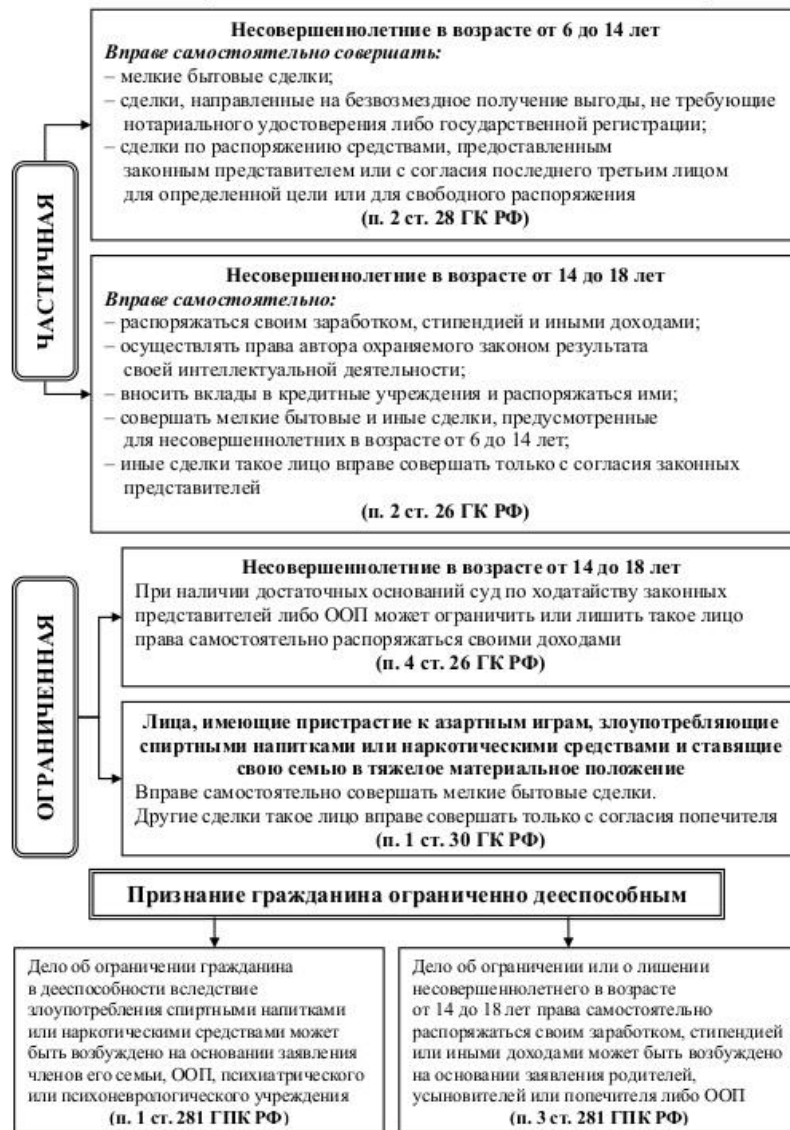 ЧАСТИЧНАЯ
Несовершеннолетние в возрасте от 6 до 14 лет
Вправе самостоятельно совершать:
– мелкие бытовые сделки;
– сделки, направленные на безвозмездное получение выгоды, не требующие
нотариального удостоверения либо государственной регистрации;
– сделки по распоряжению средствами, предоставленным
законным представителем или с согласия последнего третьим лицом
для определенной цели или для свободного распоряжения
(п. 2 ст. 28 ГК РФ)
Несовершеннолетние в возрасте от 14 до 18 лет
Вправе самостоятельно:
– распоряжаться своим заработком, стипендией и иными доходами;
– осуществлять права автора охраняемого законом результата
своей интеллектуальной деятельности;
– вносить вклады в кредитные учреждения и распоряжаться ими;
– совершать мелкие бытовые и иные сделки, предусмотренные
для несовершеннолетних в возрасте от 6 до 14 лет;
– иные сделки такое лицо вправе совершать только с согласия законных
представителей
(п. 2 ст. 26 ГК РФ)
ОГРАНИЧЕННАЯ
Несовершеннолетние в возрасте от 14 до 18 лет
При наличии достаточных оснований суд по ходатайству законных
представителей либо ООП может ограничить или лишить такое лицо
права самостоятельно распоряжаться своими доходами
(п. 4 ст. 26 ГК РФ)
Лица, имеющие пристрастие к азартным играм, злоупотребляющие
спиртными напитками или наркотическими средствами и ставящие
свою семью в тяжелое материальное положение
Вправе самостоятельно совершать мелкие бытовые сделки.
Другие сделки такое лицо вправе совершать только с согласия попечителя
(п. 1 ст. 30 ГК РФ)
Признание гражданина ограниченно дееспособным
Дело об ограничении гражданина
в дееспособности вследствие
злоупотребления спиртными напитками
или наркотическими средствами может
быть возбуждено на основании заявления
членов его семьи, ООП, психиатрического
или психоневрологического учреждения
(п. 1 ст. 281 ГПК РФ)
Дело об ограничении или о лишении
несовершеннолетнего в возрасте
от 14 до 18 лет права самостоятельно
распоряжаться своим заработком, стипендией
или иными доходами может быть возбуждено
на основании заявления родителей,
усыновителей или попечителя либо ООП
(п. 3 ст. 281 ГПК РФ)